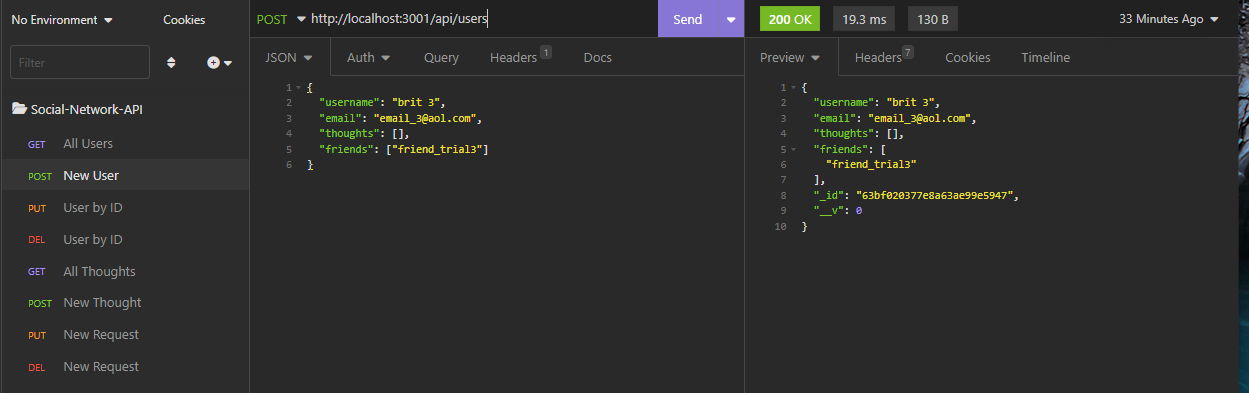 No Environment Cookies
Filter
Social-Network-API
GET All Users
POST New User
PUT User by ID
DEL User by ID
GET All Thoughts
POST New Thought
PUT New Request
DEL New Request
POST http://localhost:3001/api/users Send
JSON Auth Query Headers 1 Docs
1 {
2 "username": "brit 3",
3 "email": "email_3@aol.com",
4 "thoughts": [],
5 "friends": ["friend_trial3"]
6 }
200 OK 19.3 ms 130 B 33 Minutes Ago
Preview Headers 7 Cookies Timeline
1 {
2 "username": "brit 3",
3 "email": "email_3@aol.com",
4 "thoughts": [],
5 "friends": [
6 "friend_trial3"
7 ],
8 "_id": "63bf020377e8a63ae99e5947",
9 "__v": 0
10 }